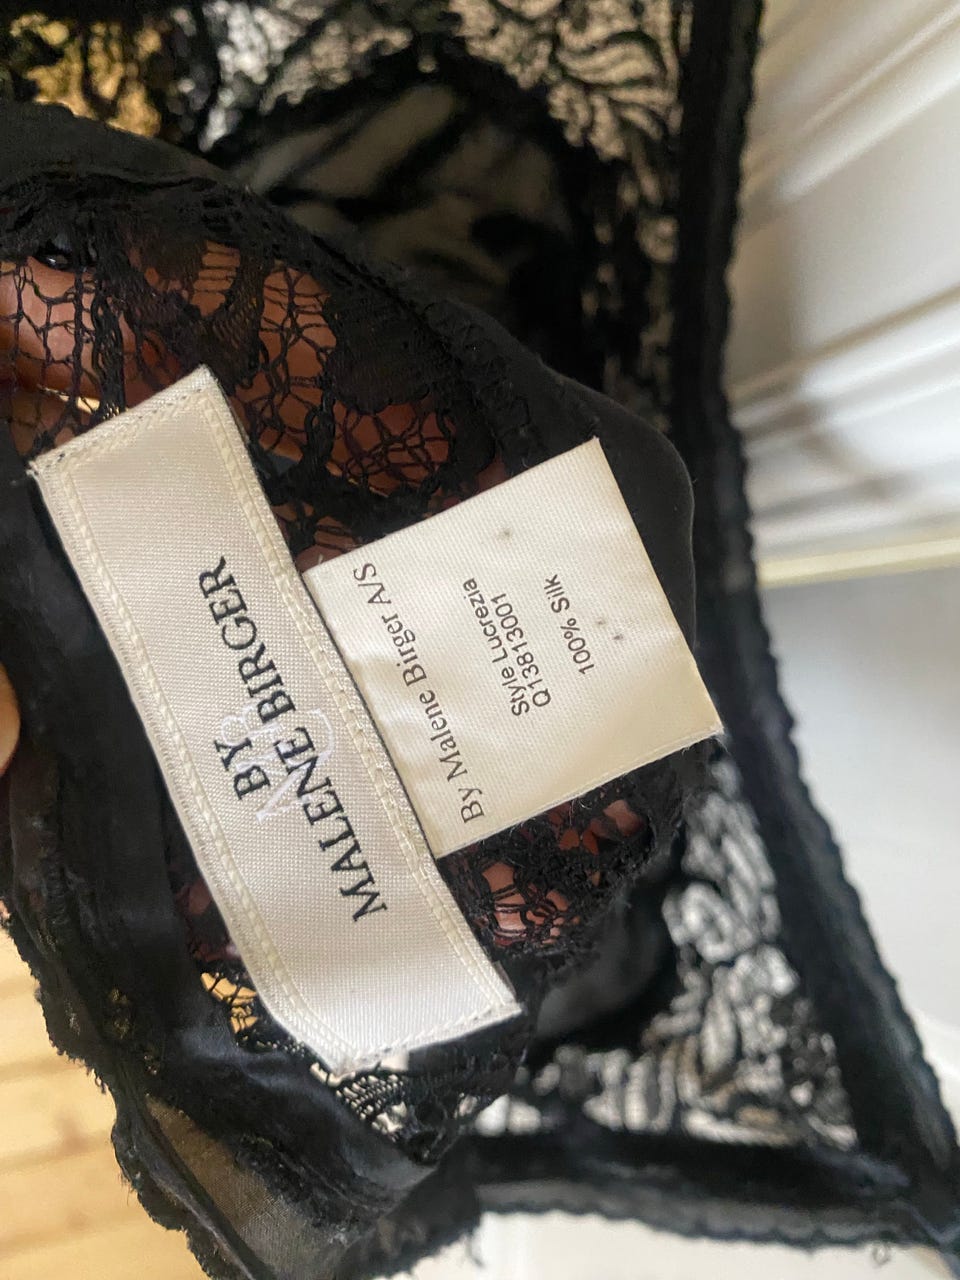 BY
MALENE BIRGER
By Malene Birger A/S
Style Lucrezia
Q13813001
100% Silk